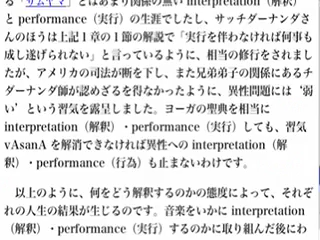 る「サムヤマ」とはあまり関係の無い interpretation（解釈）
と performance（実行）の生涯でしたし、サッチダーナンダさ
んのほうは上記１章の１節の解説で「実行を伴わなければ何事も
成し遂げられない」と言っているように、相当の修行をされまし
たが、アメリカの司法が断を下し、また兄弟弟子の関係にあるチ
ダーナンダ師が認めざるを得なかったように、異性問題には‘弱
い’という習気を露呈しました。ヨーガの聖典を相当に
interpretation（解釈）・performance（実行）しても、習気
vAsanA を解消できなければ異性への interpretation（解
釈）・performance（行為）も止まないわけです。
以上のように、何をどう解釈するのかの態度によって、それぞ
れの人生の結果が生じるのです。音楽をいかに interpretation
（解釈）・performance（実行）するのかに取り組んだ後にわ